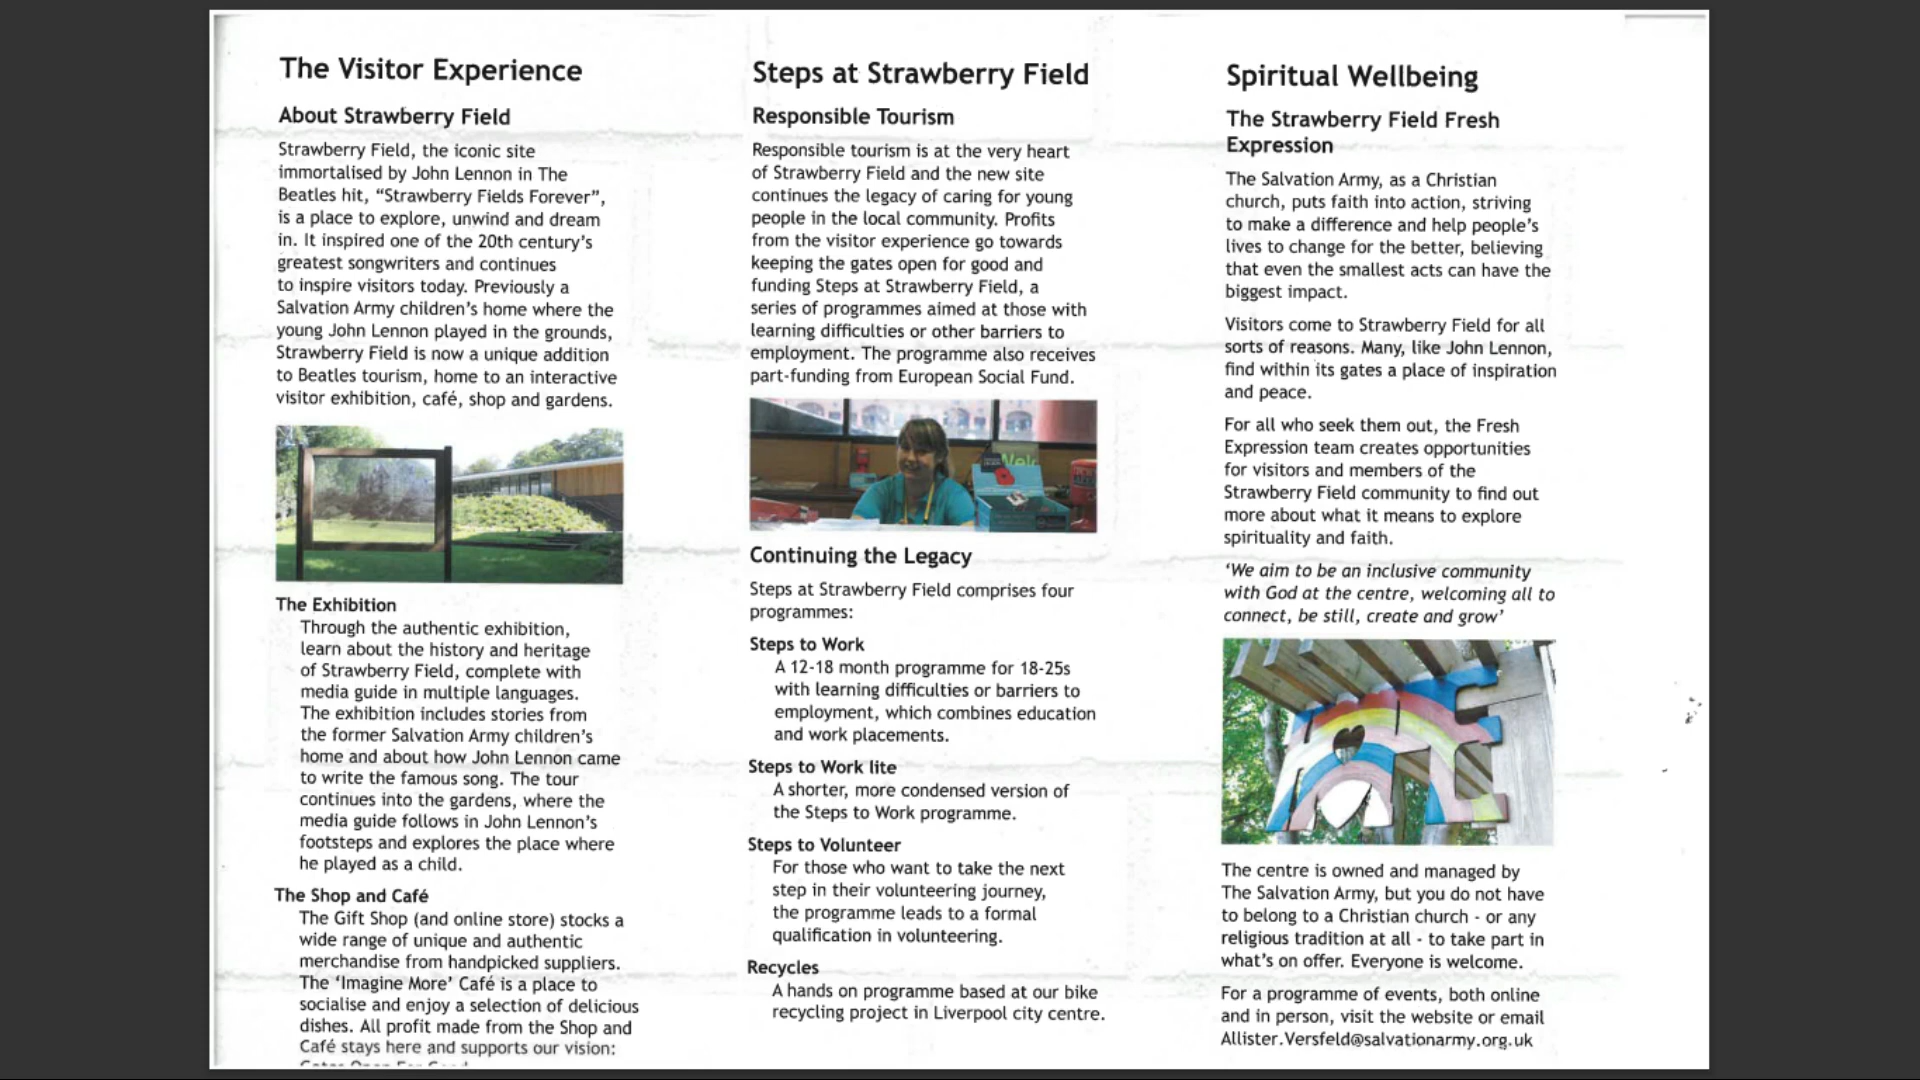 The Visitor Experience
About Strawberry Field
Strawberry Field, the iconic site
immortalised by John Lennon in The
Beatles hit, “Strawberry Fields Forever”,
is a place to explore, unwind and dream
in. It inspired one of the 20th century’s
greatest songwriters and continues
to inspire visitors today. Previously a
Salvation Army children’s home where the
young John Lennon played in the grounds,
Strawberry Field is now a unique addition
to Beatles tourism, home to an interactive
visitor exhibition, café, shop and gardens.
The Exhibition
Through the authentic exhibition,
learn about the history and heritage
of Strawberry Field, complete with
media guide in multiple languages.
The exhibition includes stories from
the former Salvation Army children’s
home and about how John Lennon came
to write the famous song. The tour
continues into the gardens, where the
media guide follows in John Lennon’s
footsteps and explores the place where
he played as a child.
The Shop and Café
The Gift Shop (and online store) stocks a
wide range of unique and authentic
merchandise from handpicked suppliers.
The ‘Imagine More’ Café is a place to
socialise and enjoy a selection of delicious
dishes. All profit made from the Shop and
Café stays here and supports our vision:
Steps at Strawberry Field
Responsible Tourism
Responsible tourism is at the very heart
of Strawberry Field and the new site
continues the legacy of caring for young
people in the local community. Profits
from the visitor experience go towards
keeping the gates open for good and
funding Steps at Strawberry Field, a
series of programmes aimed at those with
learning difficulties or other barriers to
employment. The programme also receives
part-funding from European Social Fund.
Continuing the Legacy
Steps at Strawberry Field comprises four
programmes:
Steps to Work
A 12-18 month programme for 18-25s
with learning difficulties or barriers to
employment, which combines education
and work placements.
Steps to Work lite
A shorter, more condensed version of
the Steps to Work programme.
Steps to Volunteer
For those who want to take the next
step in their volunteering journey,
the programme leads to a formal
qualification in volunteering.
Recycles
A hands on programme based at our bike
recycling project in Liverpool city centre.
Spiritual Wellbeing
The Strawberry Field Fresh
Expression
The Salvation Army, as a Christian
church, puts faith into action, striving
to make a difference and help people’s
lives to change for the better, believing
that even the smallest acts can have the
biggest impact.
Visitors come to Strawberry Field for all
sorts of reasons. Many, like John Lennon,
find within its gates a place of inspiration
and peace.
For all who seek them out, the Fresh
Expression team creates opportunities
for visitors and members of the
Strawberry Field community to find out
more about what it means to explore
spirituality and faith.
‘We aim to be an inclusive community
with God at the centre, welcoming all to
connect, be still, create and grow’
The centre is owned and managed by
The Salvation Army, but you do not have
to belong to a Christian church - or any
religious tradition at all - to take part in
what’s on offer. Everyone is welcome.
For a programme of events, both online
and in person, visit the website or email
Allister.Versfeld@salvationarmy.org.uk